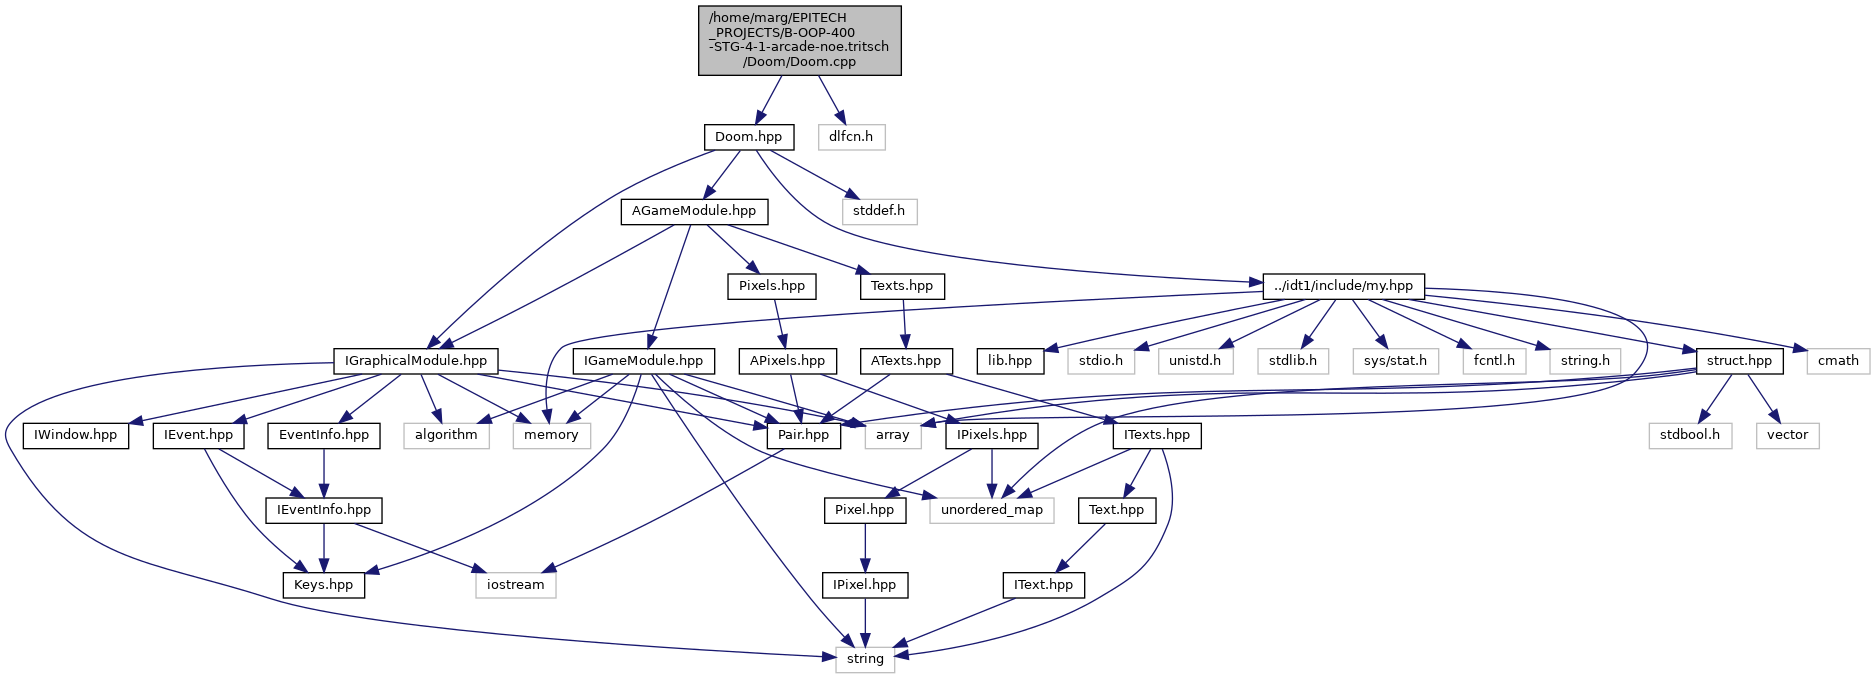 /home/marg/EPITECH
_PROJECTS/B-OOP-400
-STG-4-1-arcade-noe.tritsch
/Doom/Doom.cpp
Doom.hpp
dlfcn.h
AGameModule.hpp
stddef.h
Pixels.hpp
Texts.hpp
../idt1/include/my.hpp
IGraphicalModule.hpp
IGameModule.hpp
APixels.hpp
ATexts.hpp
lib.hpp
stdio.h
unistd.h
stdlib.h
sys/stat.h
fcntl.h
string.h
struct.hpp
cmath
IWindow.hpp
IEvent.hpp
EventInfo.hpp
algorithm
memory
Pair.hpp
array
IPixels.hpp
ITexts.hpp
stdbool.h
vector
IEventInfo.hpp
Pixel.hpp
unordered_map
Text.hpp
Keys.hpp
iostream
IPixel.hpp
IText.hpp
string